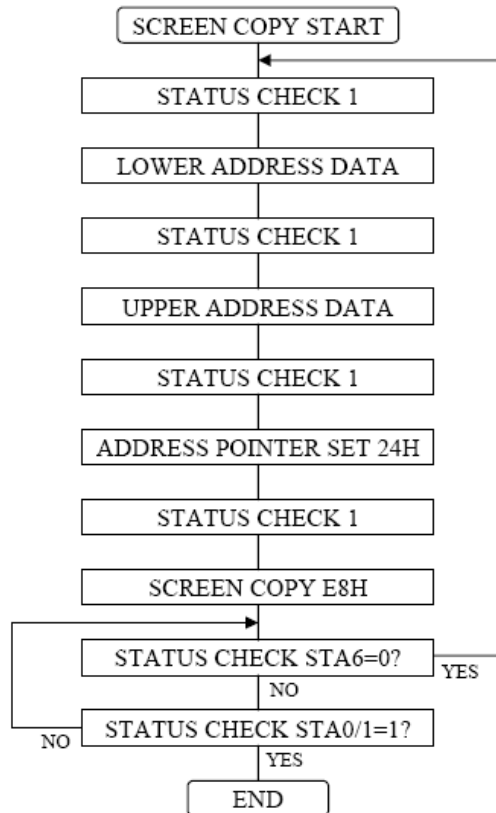 SCREEN COPY START
STATUS CHECK 1
LOWER ADDRESS DATA
STATUS CHECK 1
UPPER ADDRESS DATA
STATUS CHECK 1
ADDRESS POINTER SET 24H
STATUS CHECK 1
SCREEN COPY E8H
STATUS CHECK STA6=0?
YES
NO
STATUS CHECK STA0/1=1?
NO
YES
END